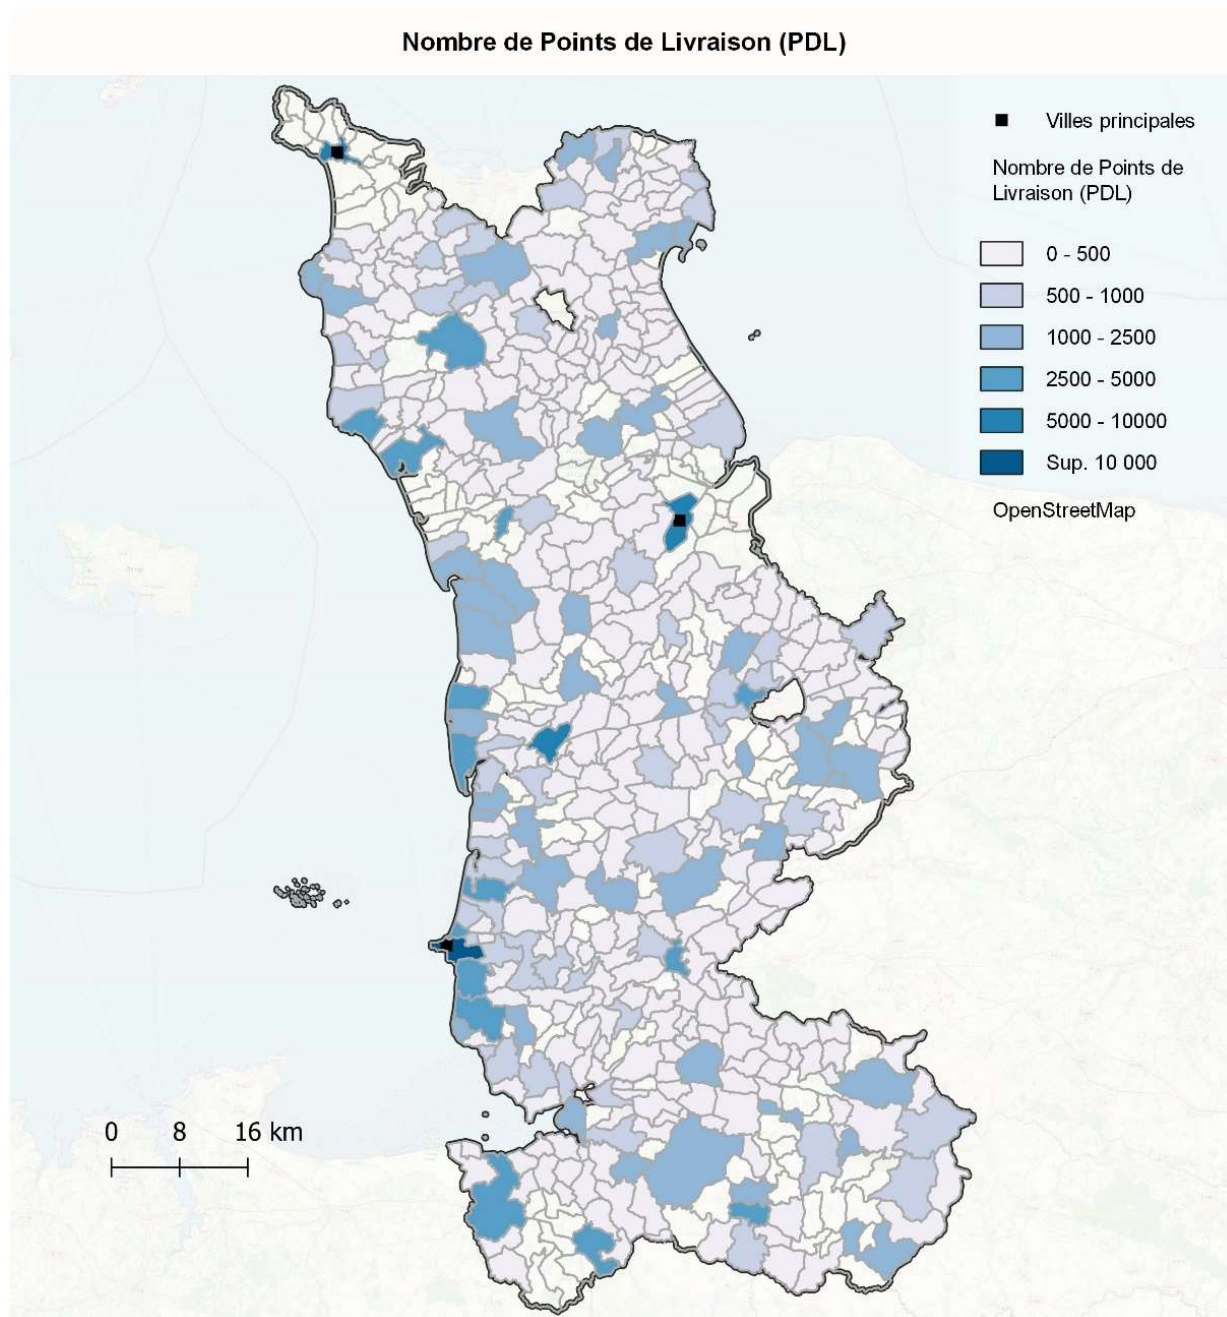 Nombre de Points de Livraison (PDL)
Villes principales
Nombre de Points de
Livraison (PDL)
0 - 500
500 - 1000
1000 - 2500
2500 - 5000
5000 - 10000
Sup. 10 000
OpenStreetMap
0 8 16 km